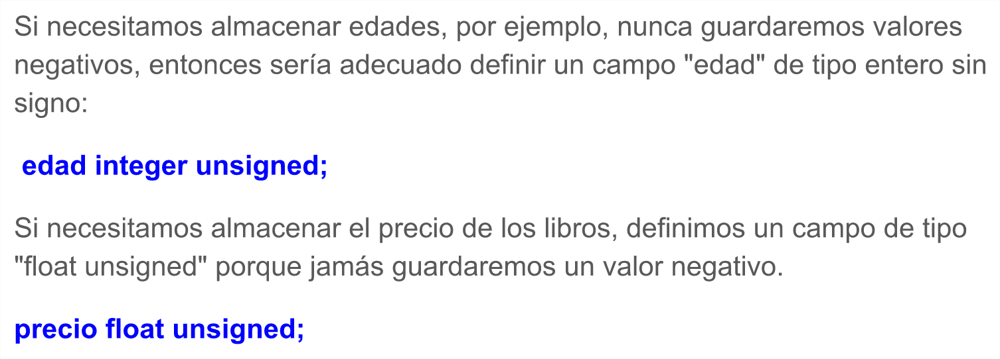 Si necesitamos almacenar edades, por ejemplo, nunca guardaremos valores
negativos, entonces sería adecuado definir un campo "edad" de tipo entero sin
signo:
edad integer unsigned;
Si necesitamos almacenar el precio de los libros, definimos un campo de tipo
"float unsigned" porque jamás guardaremos un valor negativo.
precio float unsigned;